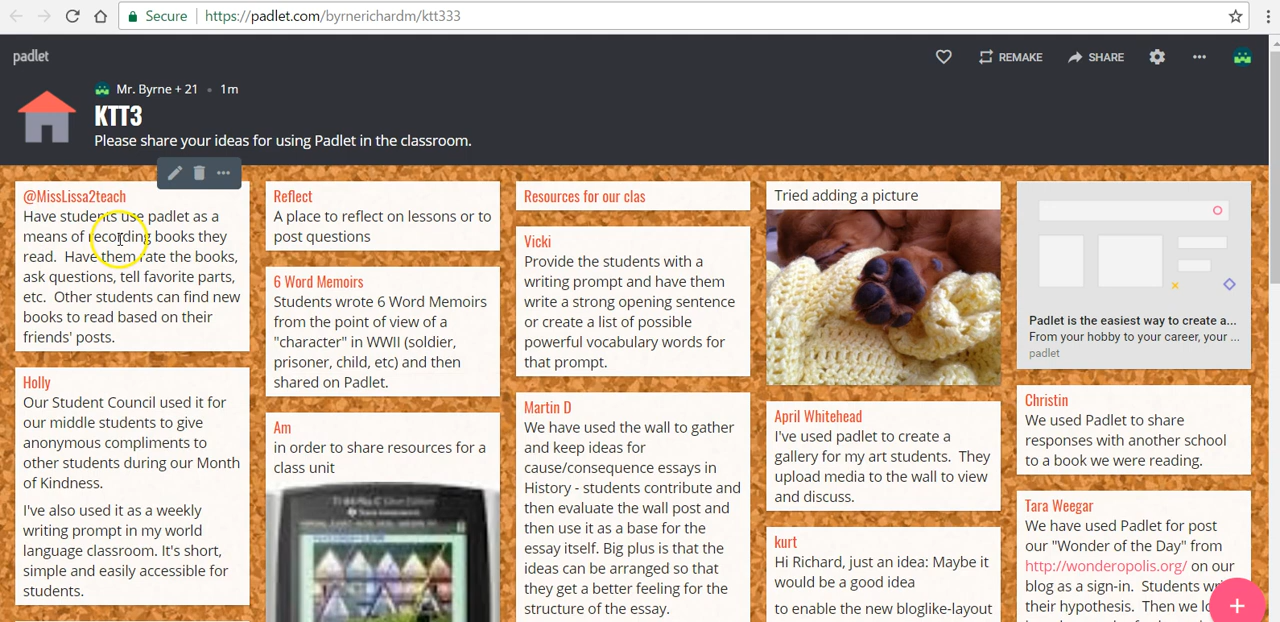 Secure
https://padlet.com/byrnerichardm/ktt333
padlet
REMAKE
SHARE
Mr. Byrne + 21 • 1m
KTT3
Please share your ideas for using Padlet in the classroom.
@MissLissa2teach
Have students use padlet as a
means of recording books they
read. Have them rate the books,
ask questions, tell favorite parts,
etc. Other students can find new
books to read based on their
friends' posts.
Holly
Our Student Council used it for
our middle students to give
anonymous compliments to
other students during our Month
of Kindness.
I've also used it as a weekly
writing prompt in my world
language classroom. It's short,
simple and easily accessible for
students.
Reflect
A place to reflect on lessons or to
post questions
6 Word Memoirs
Students wrote 6 Word Memoirs
from the point of view of a
"character" in WWII (soldier,
prisoner, child, etc) and then
shared on Padlet.
Am
in order to share resources for a
class unit
Resources for our clas
Vicki
Provide the students with a
writing prompt and have them
write a strong opening sentence
or create a list of possible
powerful vocabulary words for
that prompt.
Martin D
We have used the wall to gather
and keep ideas for
cause/consequence essays in
History - students contribute and
then evaluate the wall post and
then use it as a base for the
essay itself. Big plus is that the
ideas can be arranged so that
they get a better feeling for the
structure of the essay.
Tried adding a picture
April Whitehead
I've used padlet to create a
gallery for my art students. They
upload media to the wall to view
and discuss.
kurt
Hi Richard, just an idea: Maybe it
would be a good idea
to enable the new bloglike-layout
Padlet is the easiest way to create a...
From your hobby to your career, your ...
padlet
Christin
We used Padlet to share
responses with another school
to a book we were reading.
Tara Weegar
We have used Padlet for post
our "Wonder of the Day" from
http://wonderopolis.org/ on our
blog as a sign-in. Students
their hypothesis. Then we